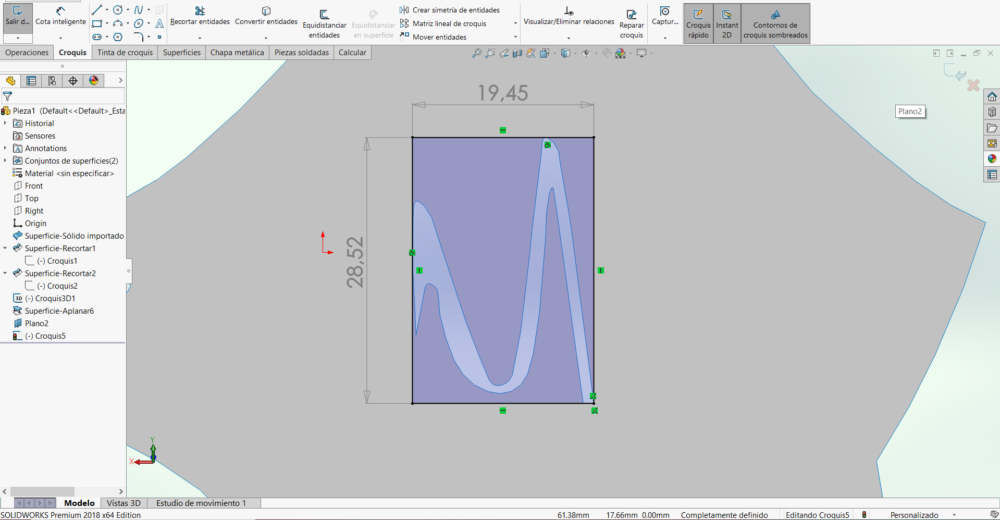 Salir d...
Cota inteligente
Recortar entidades
Convertir entidades
Equidistanciar
entidades
Equidistanciar
en superficie
Crear simetría de entidades
Matriz lineal de croquis
Mover entidades
Visualizar/Eliminar relaciones
Reparar
croquis
Captur...
Croquis
rápido
Instant
2D
Contornos de
croquis sombreados
Operaciones
Croquis
Tinta de croquis
Superficies
Chapa metálica
Piezas soldadas
Calcular
Pieza1 (Default<<Default>_Esta
Historial
Sensores
Annotations
Conjuntos de superficies(2)
Material <sin especificar>
Front
Top
Right
Origin
Superficie-Sólido importado
Superficie-Recortar1
(-) Croquis1
Superficie-Recortar2
(-) Croquis2
3D (-) Croquis3D1
Superficie-Aplanar6
Plano2
(-) Croquis5
19,45
28,52
Plano2
Y
X
Modelo
Vistas 3D
Estudio de movimiento 1
SOLIDWORKS Premium 2018 x64 Edition
61.38mm
17.66mm
0.00mm
Completamente definido
Editando Croquis5
Personalizado